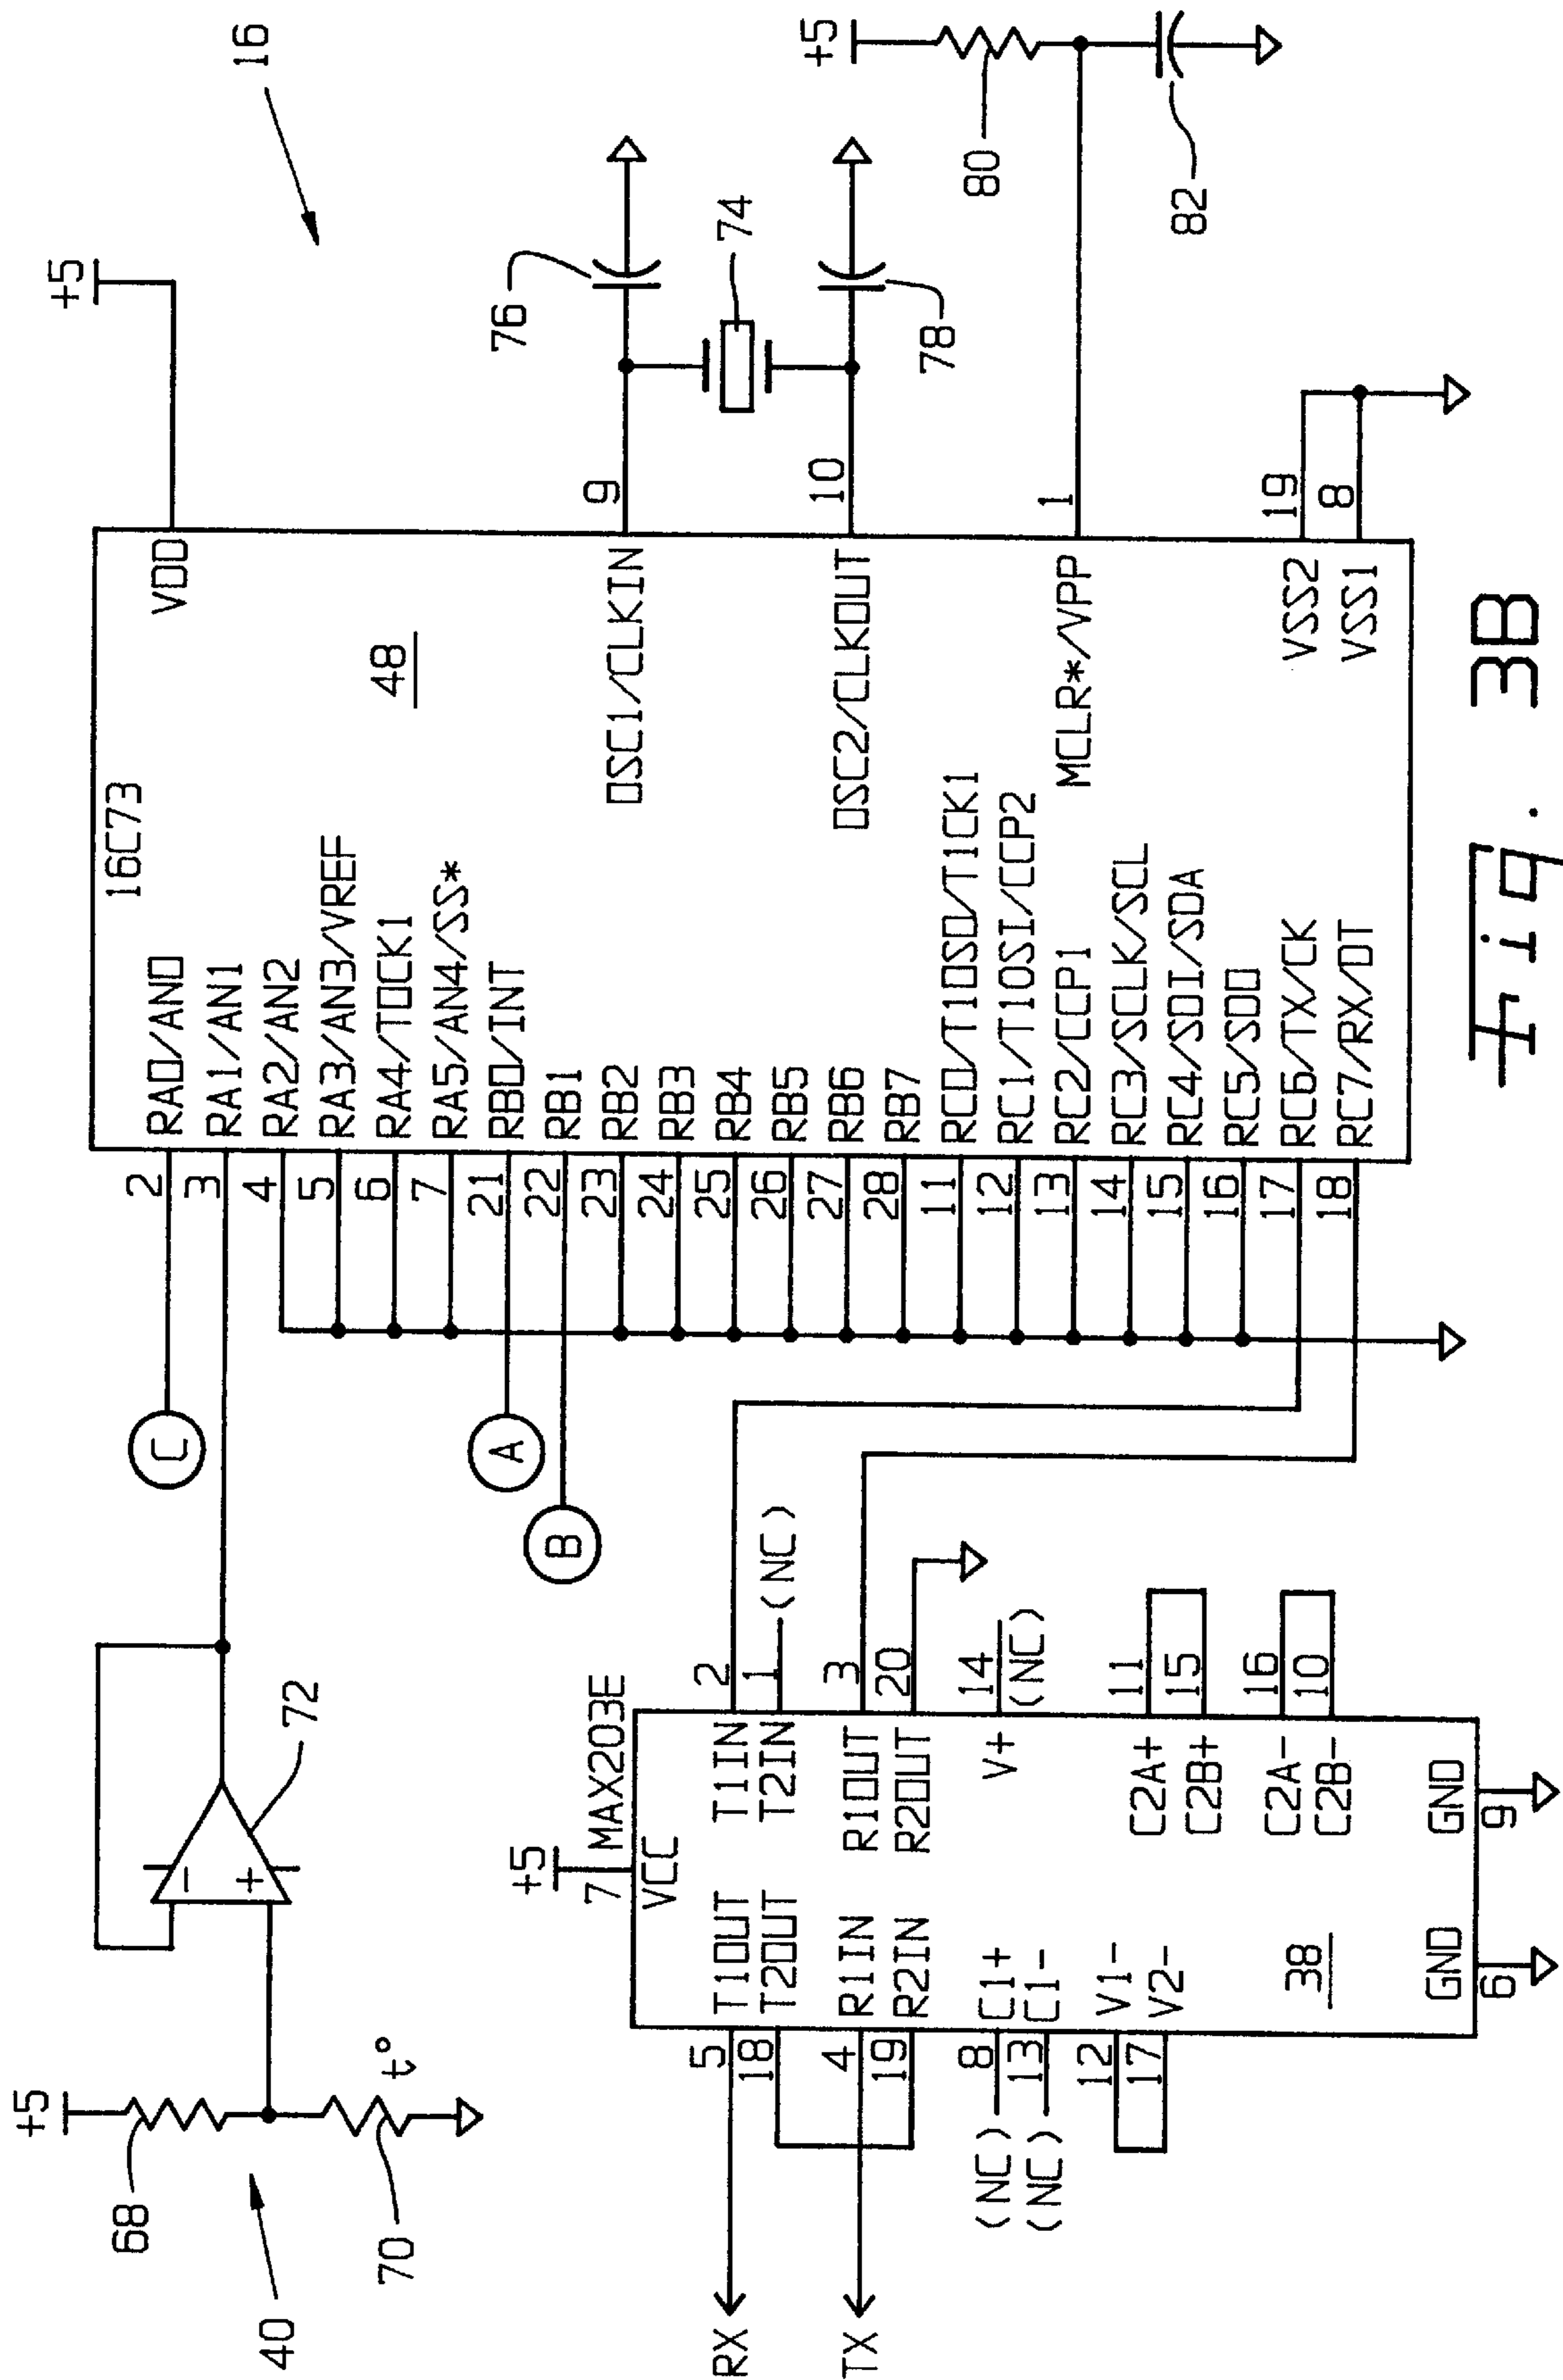 +5
68
40
70
t°
72
C
A
B
RX
TX
+5
7
MAX203E
VCC
5 T1OUT
18 T2OUT
4 R1IN
19 R2IN
(NC) 8 C1+
(NC) 13 C1-
12 V1-
17 V2-
38
T1IN 2
T2IN 1 (NC)
R1OUT 3
R2OUT 20
V+ 14 (NC)
C2A+ 11
C2B+ 15
C2A- 16
C2B- 10
GND 6
GND 9
16C73
48
2 RA0/AN0
3 RA1/AN1
4 RA2/AN2
5 RA3/AN3/VREF
6 RA4/TOCK1
7 RA5/AN4/SS*
21 RB0/INT
22 RB1
23 RB2
24 RB3
25 RB4
26 RB5
27 RB6
28 RB7
11 RC0/T1OSO/T1CK1
12 RC1/T1OSI/CCP2
13 RC2/CCP1
14 RC3/SCLK/SCL
15 RC4/SDI/SDA
16 RC5/SDO
17 RC6/TX/CK
18 RC7/RX/DT
VDD
+5
OSC1/CLKIN 9
OSC2/CLKOUT 10
MCLR*/VPP 1
VSS2 19
VSS1 8
76
74
78
16
+5
80
82
Fig. 3B